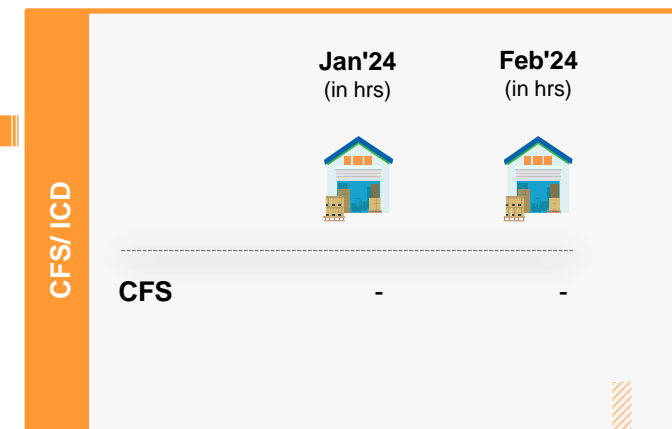 CFS/ ICD
Jan'24 Feb'24
(in hrs) (in hrs)
CFS - -